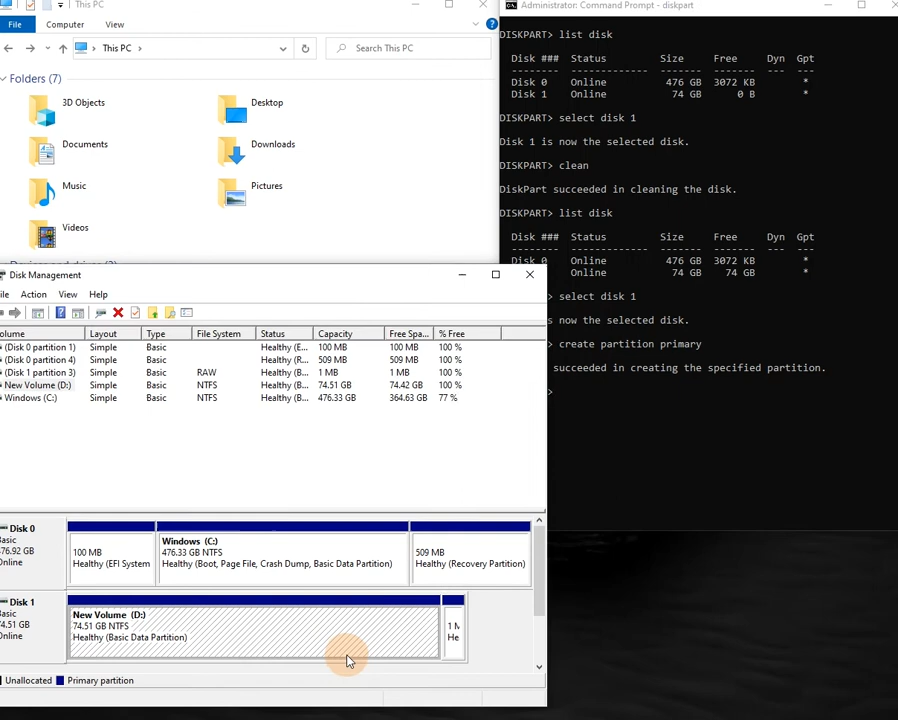 This PC
File
Computer
View
This PC
Search This PC
Folders (7)
3D Objects
Desktop
Documents
Downloads
Music
Pictures
Videos
Administrator: Command Prompt - diskpart
DISKPART> list disk
Disk ### Status Size Free Dyn Gpt
-------- ------------- ------- ------- --- ---
Disk 0 Online 476 GB 3072 KB *
Disk 1 Online 74 GB 0 B *
DISKPART> select disk 1
Disk 1 is now the selected disk.
DISKPART> clean
DiskPart succeeded in cleaning the disk.
DISKPART> list disk
Disk ### Status Size Free Dyn Gpt
-------- ------------- ------- ------- --- ---
Disk 0 Online 476 GB 3072 KB *
Online 74 GB 74 GB *
> select disk 1
s now the selected disk.
> create partition primary
succeeded in creating the specified partition.
>
Disk Management
ile Action View Help
olume Layout Type File System Status Capacity Free Spa... % Free
(Disk 0 partition 1) Simple Basic Healthy (E... 100 MB 100 MB 100 %
(Disk 0 partition 4) Simple Basic Healthy (R... 509 MB 509 MB 100 %
(Disk 1 partition 3) Simple Basic RAW Healthy (B... 1 MB 1 MB 100 %
New Volume (D:) Simple Basic NTFS Healthy (B... 74.51 GB 74.42 GB 100 %
Windows (C:) Simple Basic NTFS Healthy (B... 476.33 GB 364.63 GB 77 %
Disk 0
Basic
476.92 GB
Online
100 MB
Healthy (EFI System
Windows (C:)
476.33 GB NTFS
Healthy (Boot, Page File, Crash Dump, Basic Data Partition)
509 MB
Healthy (Recovery Partition)
Disk 1
Basic
74.51 GB
Online
New Volume (D:)
74.51 GB NTFS
Healthy (Basic Data Partition)
1 M
He
Unallocated
Primary partition